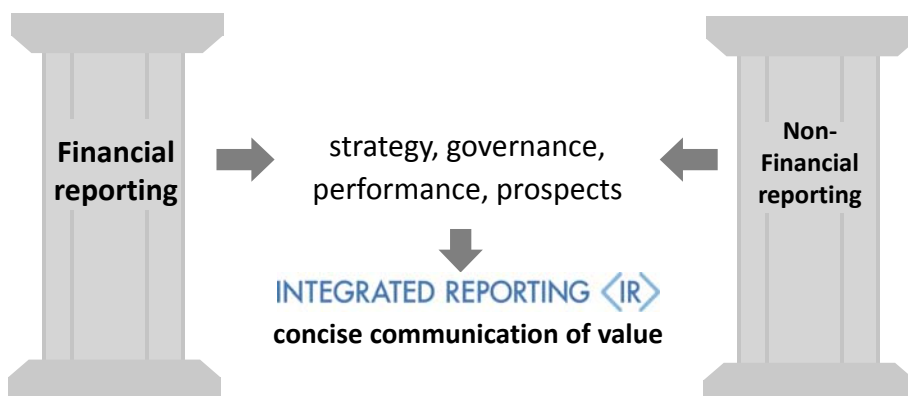 Financial
reporting
strategy, governance,
performance, prospects
INTEGRATED REPORTING <IR>
concise communication of value
Non-
Financial
reporting